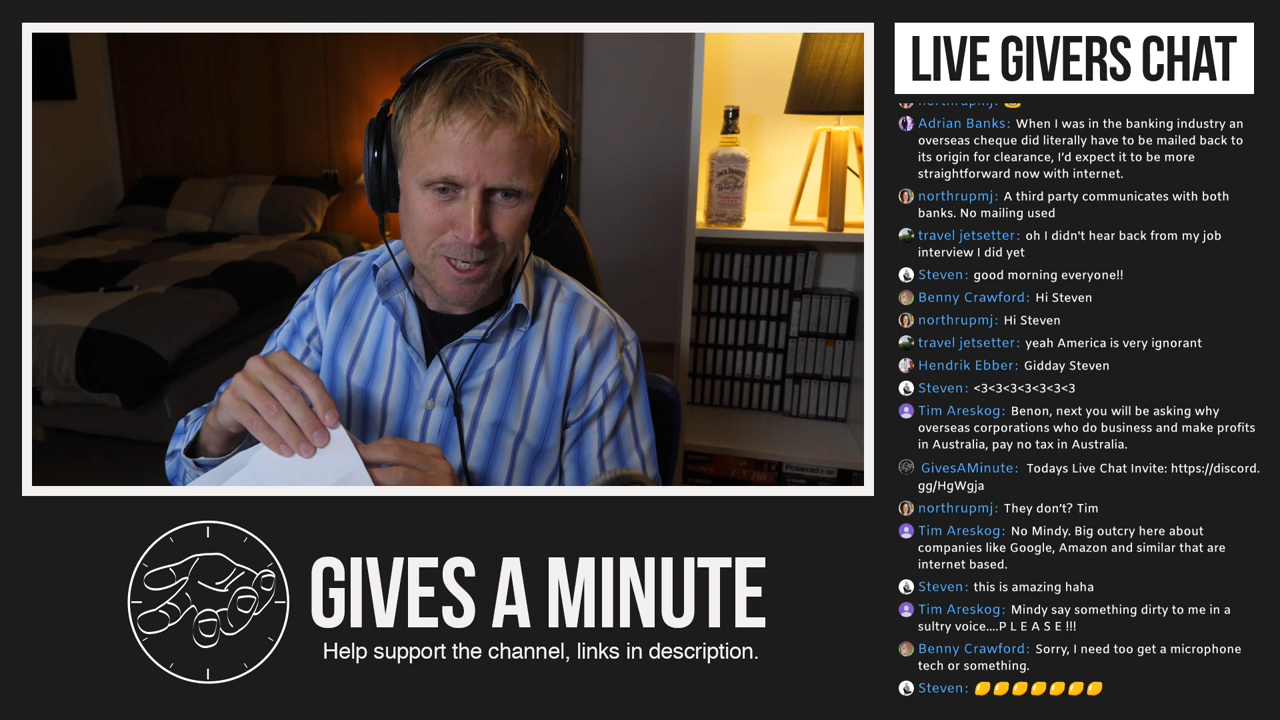 LIVE GIVERS CHAT
northrupmj:
Adrian Banks: When I was in the banking industry an
overseas cheque did literally have to be mailed back to
its origin for clearance, I'd expect it to be more
straightforward now with internet.
northrupmj: A third party communicates with both
banks. No mailing used
travel jetsetter: oh I didn't hear back from my job
interview I did yet
Steven: good morning everyone!!
Benny Crawford: Hi Steven
northrupmj: Hi Steven
travel jetsetter: yeah America is very ignorant
Hendrik Ebber: Gidday Steven
Steven: <3<3<3<3<3<3<3
Tim Areskog: Benon, next you will be asking why
overseas corporations who do business and make profits
in Australia, pay no tax in Australia.
GivesAMinute: Todays Live Chat Invite: https://discord.
gg/HgWgja
northrupmj: They don't? Tim
Tim Areskog: No Mindy. Big outcry here about
companies like Google, Amazon and similar that are
internet based.
Steven: this is amazing haha
Tim Areskog: Mindy say something dirty to me in a
sultry voice....P L E A S E !!!
Benny Crawford: Sorry, I need too get a microphone
tech or something.
Steven: 🍋🍋🍋🍋🍋🍋🍋
JACK DANIEL'S
Polaroid
GIVES A MINUTE
Help support the channel, links in description.